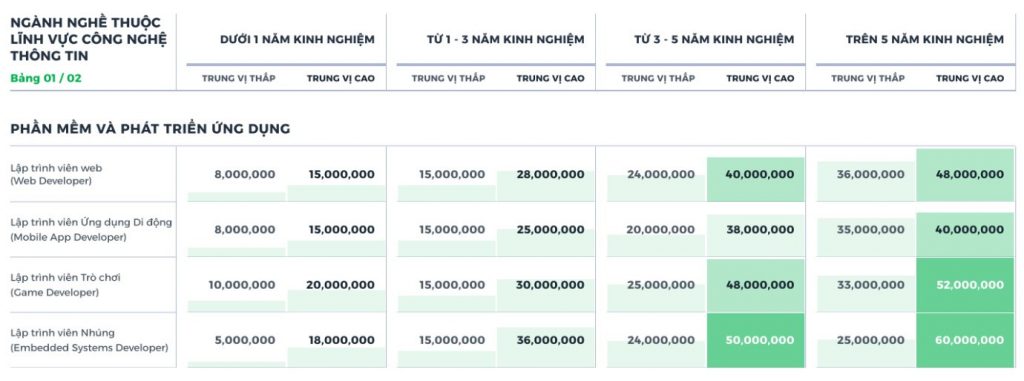 NGÀNH NGHỀ THUỘC
LĨNH VỰC CÔNG NGHỆ
THÔNG TIN
Bảng 01 / 02
DƯỚI 1 NĂM KINH NGHIỆM
TỪ 1 - 3 NĂM KINH NGHIỆM
TỪ 3 - 5 NĂM KINH NGHIỆM
TRÊN 5 NĂM KINH NGHIỆM
TRUNG VỊ THẤP TRUNG VỊ CAO TRUNG VỊ THẤP TRUNG VỊ CAO TRUNG VỊ THẤP TRUNG VỊ CAO TRUNG VỊ THẤP TRUNG VỊ CAO
PHẦN MỀM VÀ PHÁT TRIỂN ỨNG DỤNG
Lập trình viên web
(Web Developer)
8,000,000 15,000,000 15,000,000 28,000,000 24,000,000 40,000,000 36,000,000 48,000,000
Lập trình viên Ứng dụng Di động
(Mobile App Developer)
8,000,000 15,000,000 15,000,000 25,000,000 20,000,000 38,000,000 35,000,000 40,000,000
Lập trình viên Trò chơi
(Game Developer)
10,000,000 20,000,000 15,000,000 30,000,000 25,000,000 48,000,000 33,000,000 52,000,000
Lập trình viên Nhúng
(Embedded Systems Developer)
5,000,000 18,000,000 15,000,000 36,000,000 24,000,000 50,000,000 25,000,000 60,000,000